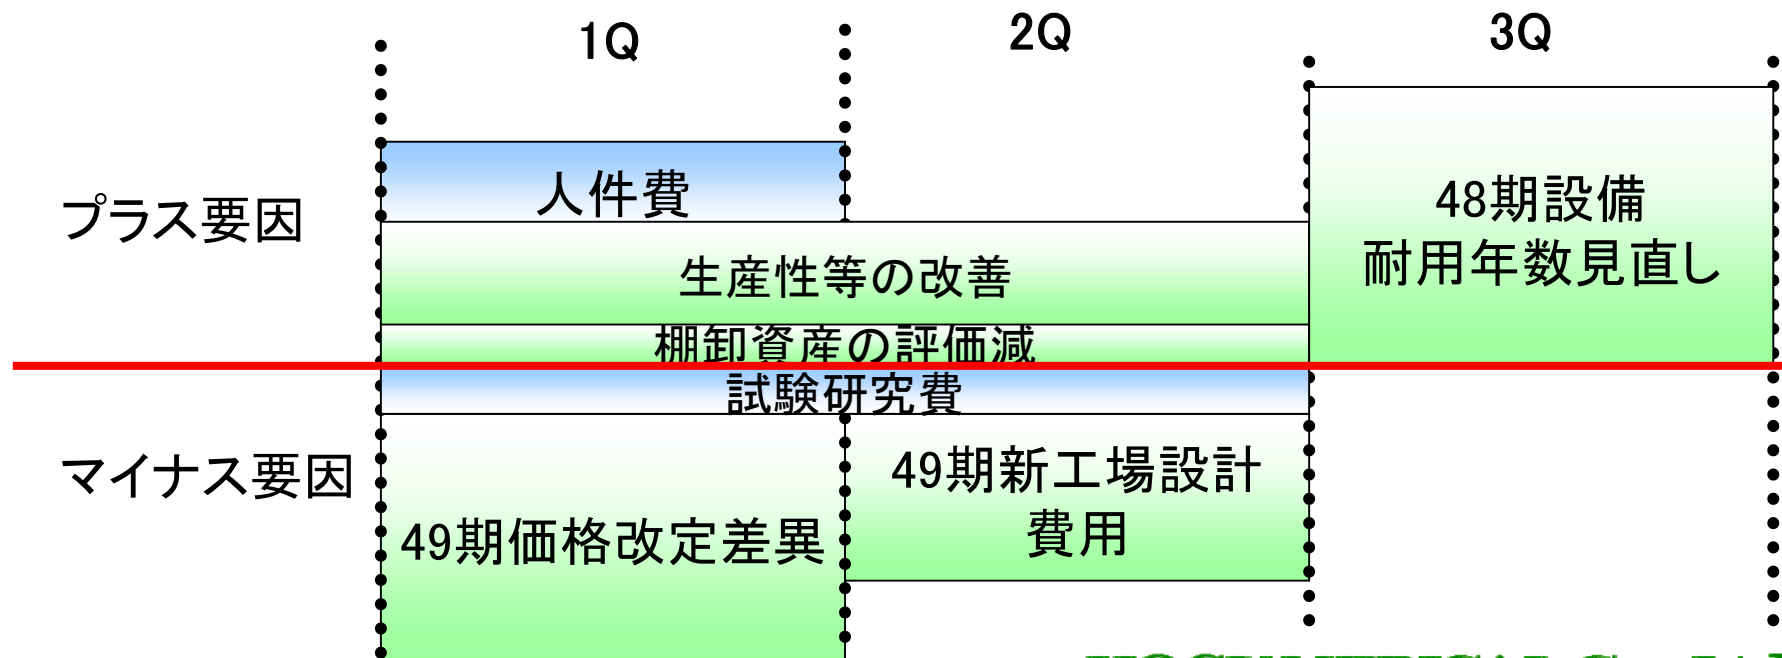 1Q
2Q
3Q
プラス要因
人件費
生産性等の改善
棚卸資産の評価減
48期設備
耐用年数見直し
マイナス要因
試験研究費
49期価格改定差異
49期新工場設計
費用